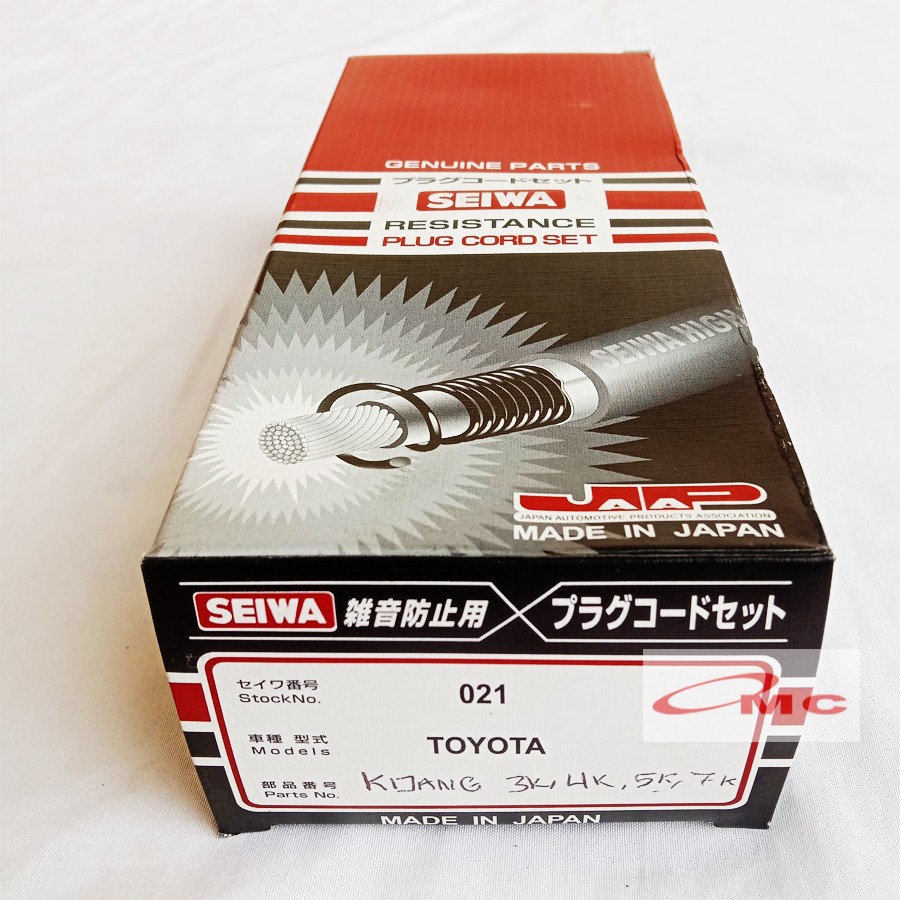 GENUINE PARTS
プラグコードセット
SEIWA
RESISTANCE
PLUG CORD SET
SEIWA HIGH
JAAP
JAPAN AUTOMOTIVE PRODUCTS ASSOCIATION
MADE IN JAPAN
SEIWA 雑音防止用 プラグコードセット
セイワ番号
StockNo. 021
車種 型式
Models TOYOTA
部品番号
Parts No. KIJANG 3K, 4K, 5K, 7K
MADE IN JAPAN
MC